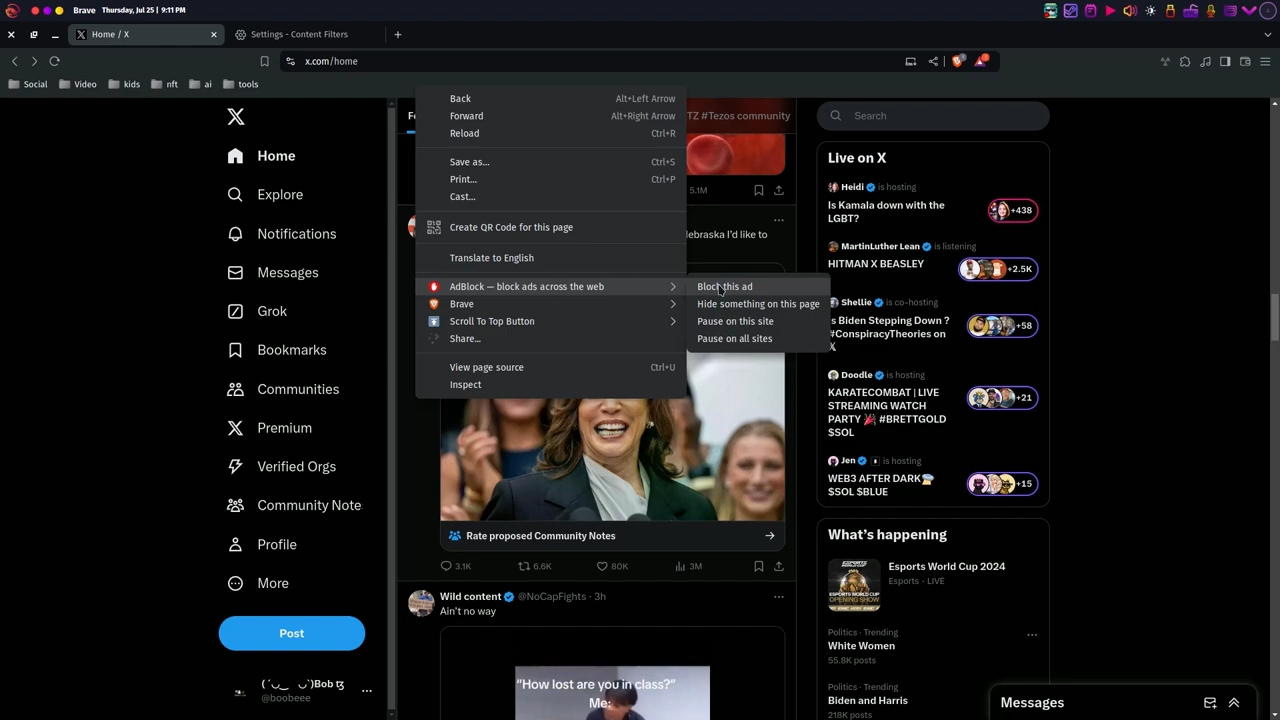 Brave Thursday, Jul 25 | 9:11 PM
Home / X
Settings - Content Filters
x.com/home
Social
Video
kids
nft
ai
tools
Home
Explore
Notifications
Messages
Grok
Bookmarks
Communities
Premium
Verified Orgs
Community Note
Profile
More
Post
Bob
@boobeee
TZ #Tezos community
5.1M
ebraska I'd like to
Back Alt+Left Arrow
Forward Alt+Right Arrow
Reload Ctrl+R
Save as... Ctrl+S
Print... Ctrl+P
Cast...
Create QR Code for this page
Translate to English
AdBlock — block ads across the web
Brave
Scroll To Top Button
Share...
View page source Ctrl+U
Inspect
Block this ad
Hide something on this page
Pause on this site
Pause on all sites
Rate proposed Community Notes
3.1K 6.6K 80K 3M
Wild content @NoCapFights · 3h
Ain't no way
"How lost are you in class?"
Me:
Search
Live on X
Heidi is hosting
Is Kamala down with the
LGBT?
+438
MartinLuther Lean is listening
HITMAN X BEASLEY
+2.5K
Shellie is co-hosting
Is Biden Stepping Down ?
#ConspiracyTheories on
X
+58
Doodle is hosting
KARATECOMBAT | LIVE
STREAMING WATCH
PARTY 🎉 #BRETTGOLD
$SOL
+21
Jen is hosting
WEB3 AFTER DARK
$SOL $BLUE
+15
What's happening
Esports World Cup 2024
Esports · LIVE
Politics · Trending
White Women
55.8K posts
Politics · Trending
Biden and Harris
218K posts
Messages